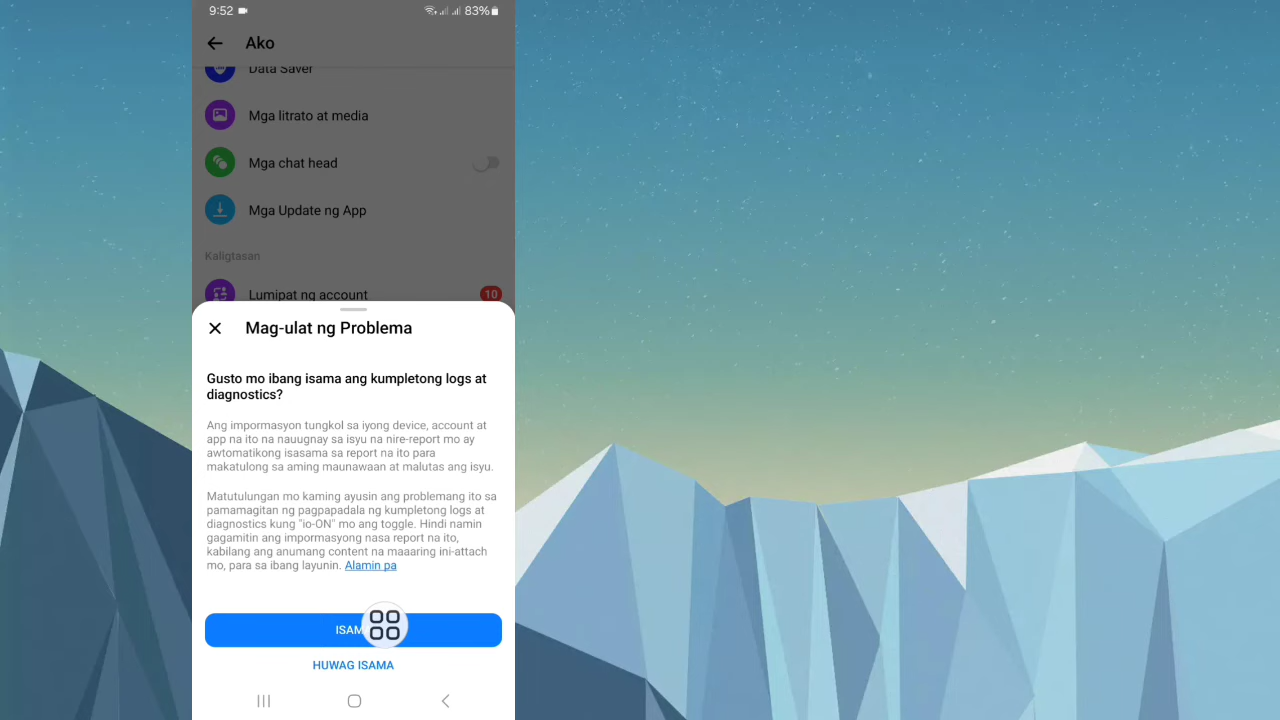 9:52 83%
Ako
Data Saver
Mga litrato at media
Mga chat head
Mga Update ng App
Kaligtasan
Lumipat ng account 10
Mag-ulat ng Problema
Gusto mo ibang isama ang kumpletong logs at
diagnostics?
Ang impormasyon tungkol sa iyong device, account at
app na ito na nauugnay sa isyu na nire-report mo ay
awtomatikong isasama sa report na ito para
makatulong sa aming maunawaan at malutas ang isyu.
Matutulungan mo kaming ayusin ang problemang ito sa
pamamagitan ng pagpapadala ng kumpletong logs at
diagnostics kung "io-ON" mo ang toggle. Hindi namin
gagamitin ang impormasyong nasa report na ito,
kabilang ang anumang content na maaaring ini-attach
mo, para sa ibang layunin. Alamin pa
HUWAG ISAMA